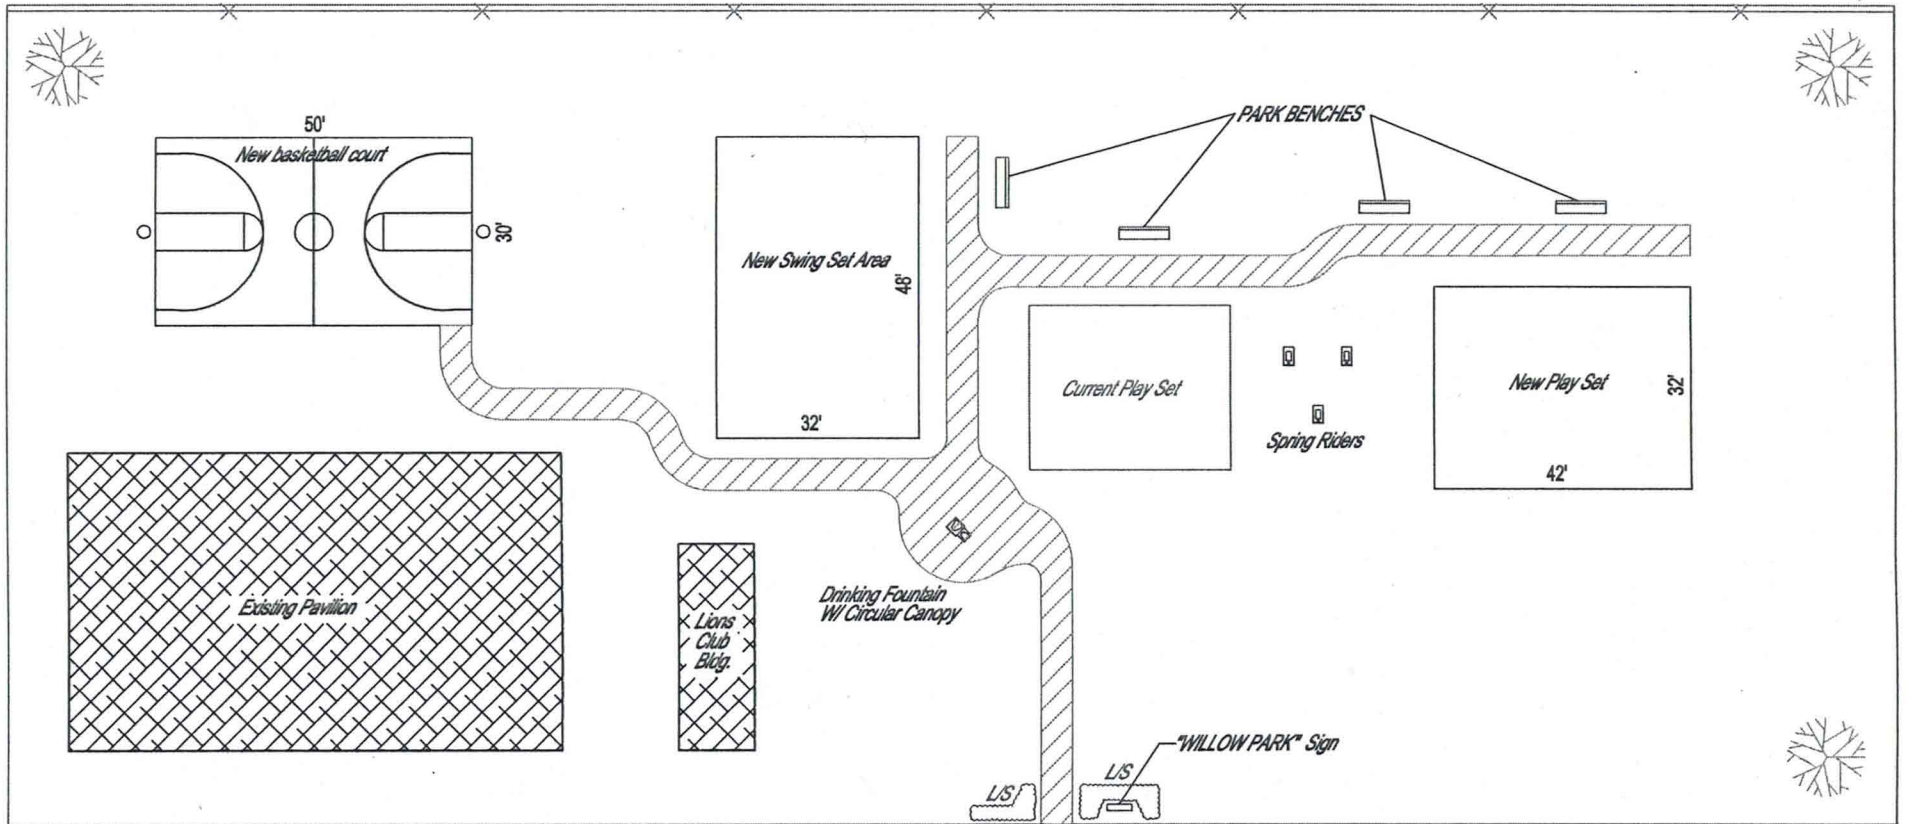 50'
New basketball court
30'
PARK BENCHES
New Swing Set Area
48'
32'
Current Play Set
Spring Riders
New Play Set
32'
42'
Existing Pavilion
Lions
Club
Bldg.
Drinking Fountain
W/ Circular Canopy
"WILLOW PARK" Sign
L/S
L/S